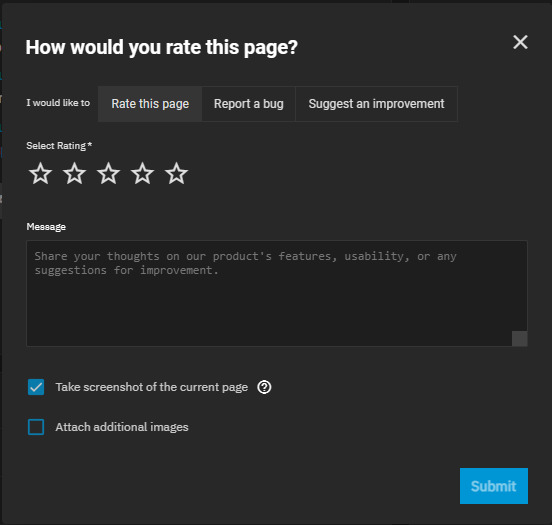 How would you rate this page?
I would like to
Rate this page
Report a bug
Suggest an improvement
Select Rating *
Message
Share your thoughts on our product's features, usability, or any
suggestions for improvement.
Take screenshot of the current page
Attach additional images
Submit